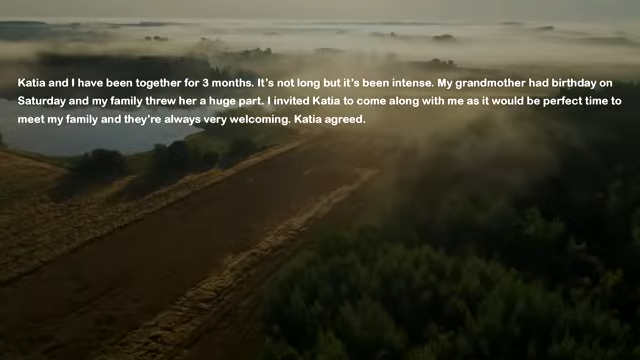 Katia and I have been together for 3 months. It's not long but it's been intense. My grandmother had birthday on
Saturday and my family threw her a huge part. I invited Katia to come along with me as it would be perfect time to
meet my family and they're always very welcoming. Katia agreed.